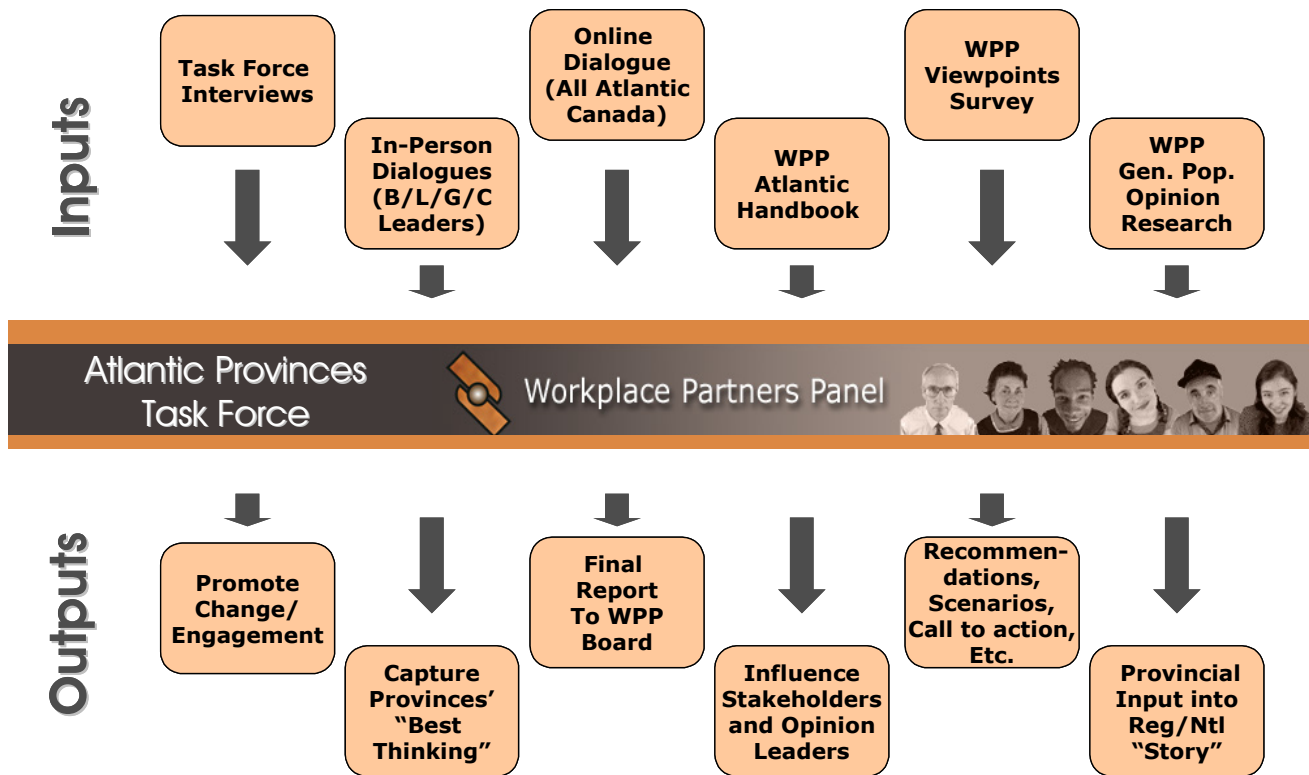 Inputs
Task Force
Interviews
In-Person
Dialogues
(B/L/G/C
Leaders)
Online
Dialogue
(All Atlantic
Canada)
WPP
Atlantic
Handbook
WPP
Viewpoints
Survey
WPP
Gen. Pop.
Opinion
Research
Atlantic Provinces
Task Force
Workplace Partners Panel
Outputs
Promote
Change/
Engagement
Capture
Provinces’
“Best
Thinking”
Final
Report
To WPP
Board
Influence
Stakeholders
and Opinion
Leaders
Recommen-
dations,
Scenarios,
Call to action,
Etc.
Provincial
Input into
Reg/Ntl
“Story”